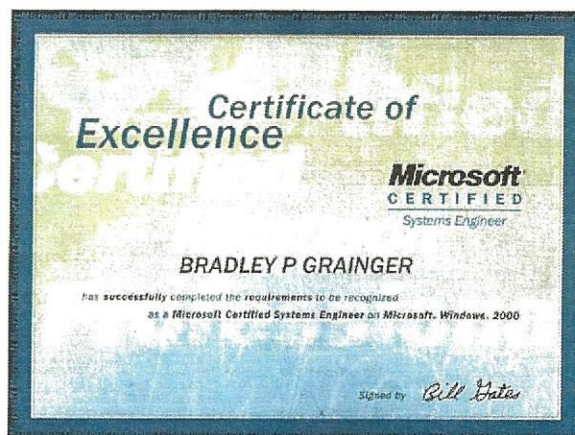 Certificate of
Excellence
Certified
Microsoft
CERTIFIED
Systems Engineer
BRADLEY P GRAINGER
has successfully completed the requirements to be recognized
as a Microsoft Certified Systems Engineer on Microsoft. Windows. 2000
Signed by Bill Gates